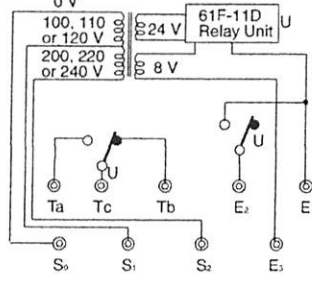 0 V
100, 110
or 120 V
200, 220
or 240 V
24 V
8 V
61F-11D
Relay Unit
U
U
U
Ta
Tc
Tb
E₂
E
S₀
S₁
S₂
E₃